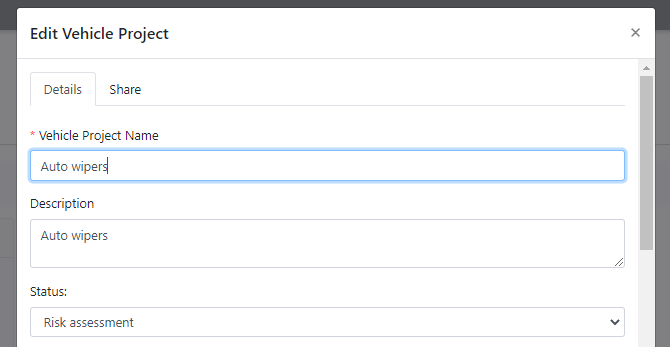 Edit Vehicle Project ×
Details Share
* Vehicle Project Name
Auto wipers
Description
Auto wipers
Status:
Risk assessment